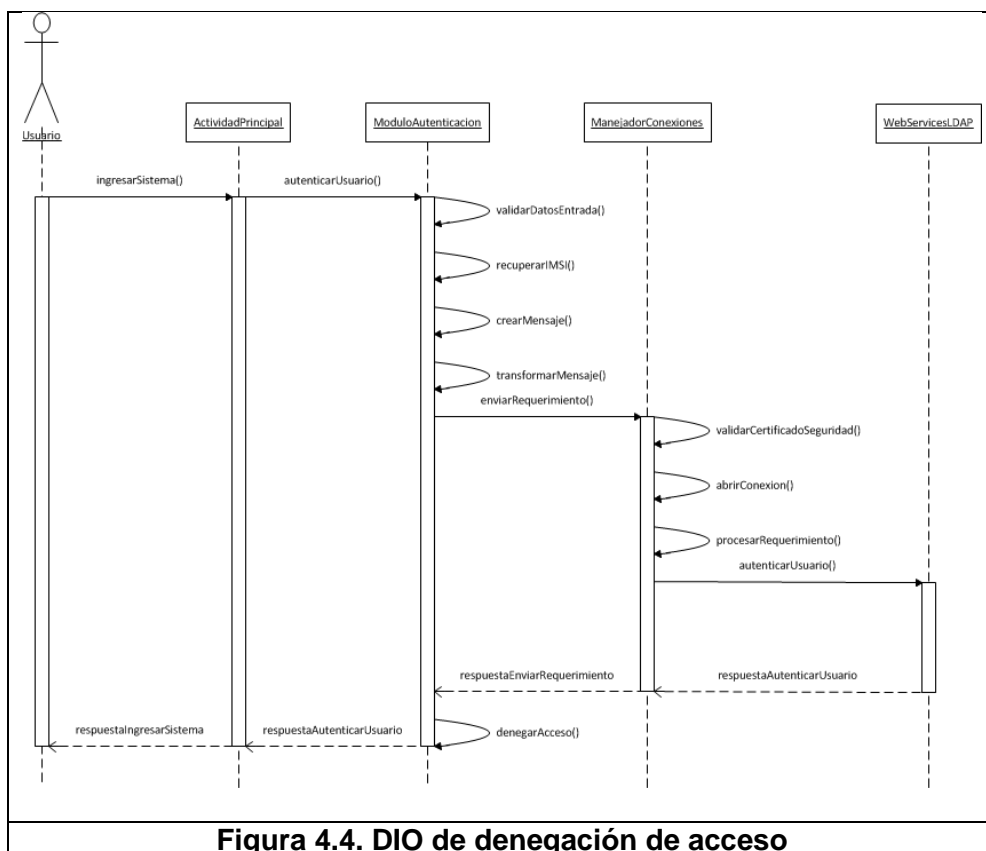 Usuario
ActividadPrincipal
ModuloAutenticacion
ManejadorConexiones
WebServicesLDAP
ingresarSistema()
autenticarUsuario()
validarDatosEntrada()
recuperarIMSI()
crearMensaje()
transformarMensaje()
enviarRequerimiento()
validarCertificadoSeguridad()
abrirConexion()
procesarRequerimiento()
autenticarUsuario()
respuestaEnviarRequerimiento
respuestaAutenticarUsuario
respuestaIngresarSistema
respuestaAutenticarUsuario
denegarAcceso()
Figura 4.4. DIO de denegación de acceso